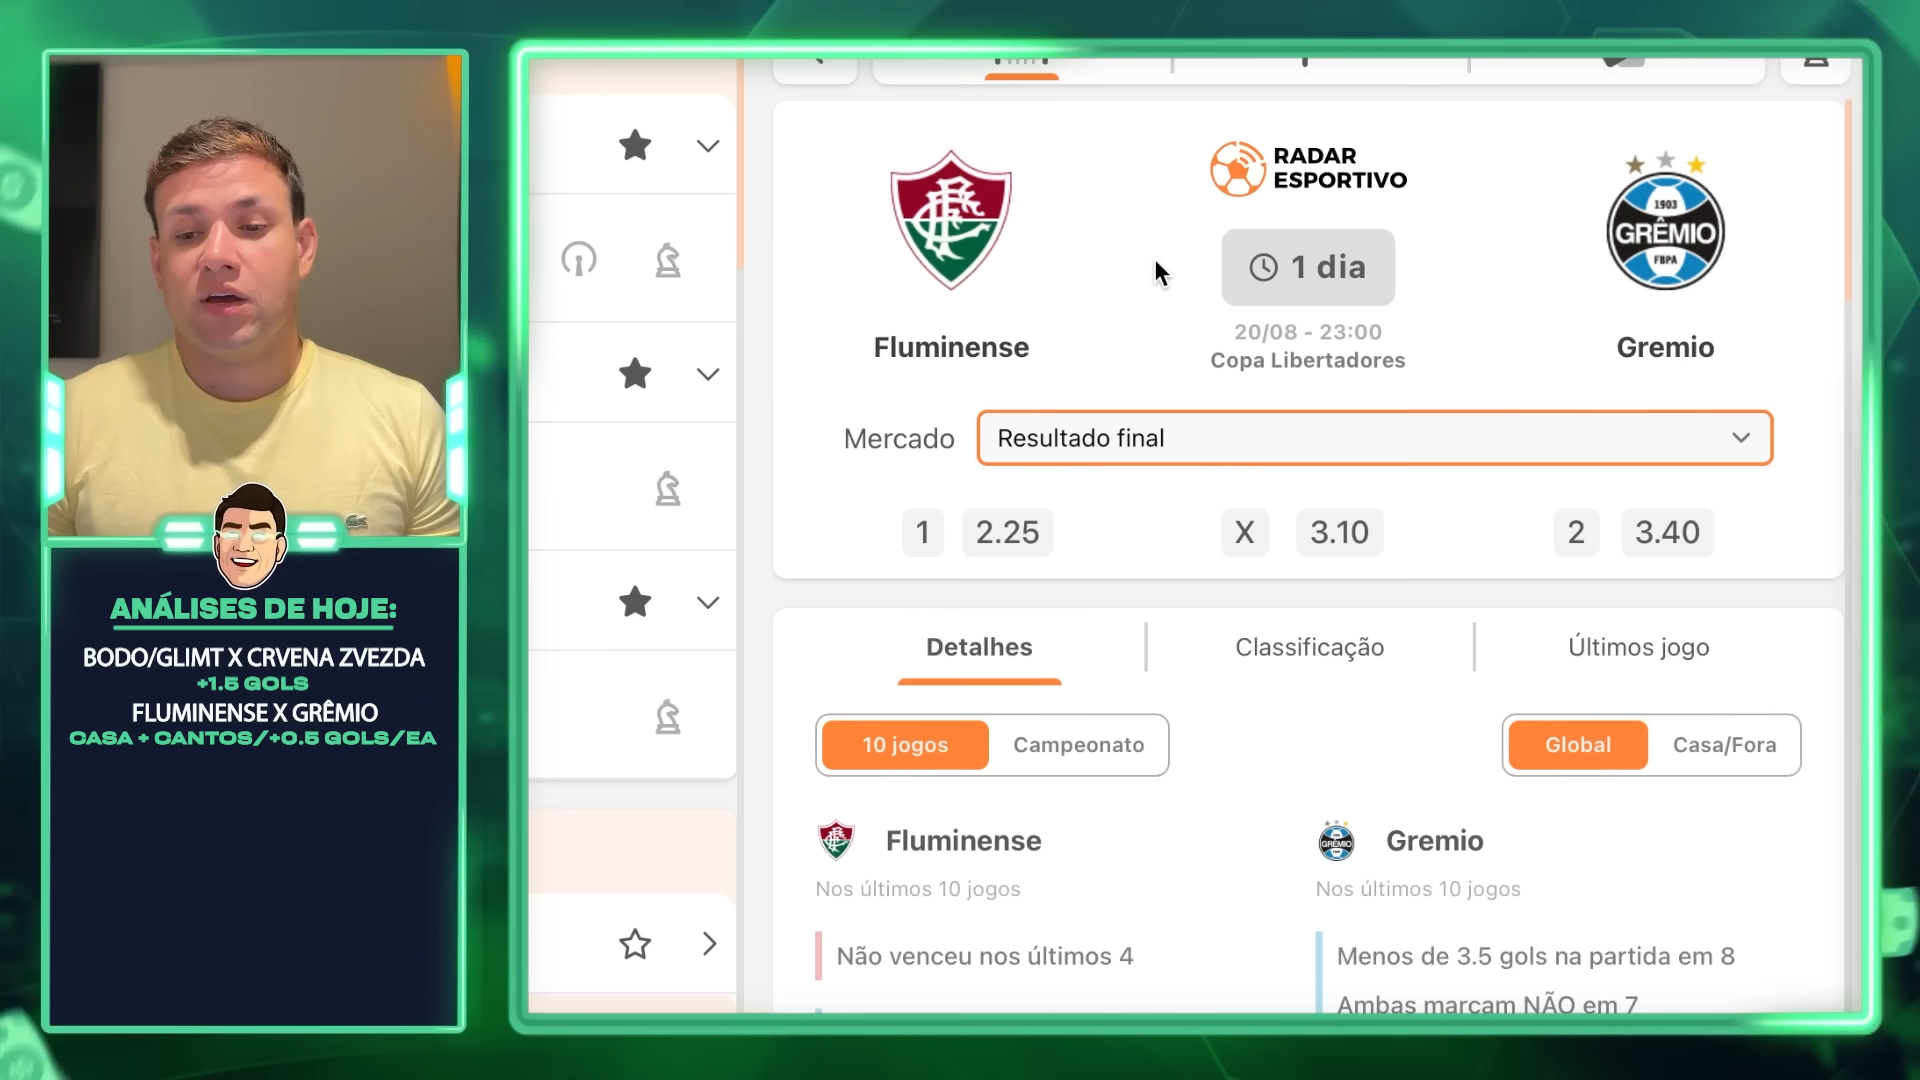 ANÁLISES DE HOJE:
BODO/GLIMT X CRVENA ZVEZDA
+1.5 GOLS
FLUMINENSE X GRÊMIO
CASA + CANTOS/+0.5 GOLS/EA
RADAR
ESPORTIVO
1903
GRÊMIO
FBPA
1 dia
20/08 - 23:00
Copa Libertadores
Fluminense
Gremio
Mercado
Resultado final
1 2.25 X 3.10 2 3.40
Detalhes Classificação Últimos jogo
10 jogos Campeonato Global Casa/Fora
Fluminense
GRÊMIO
Gremio
Nos últimos 10 jogos
Nos últimos 10 jogos
Não venceu nos últimos 4
Menos de 3.5 gols na partida em 8
Ambas marcam NÃO em 7